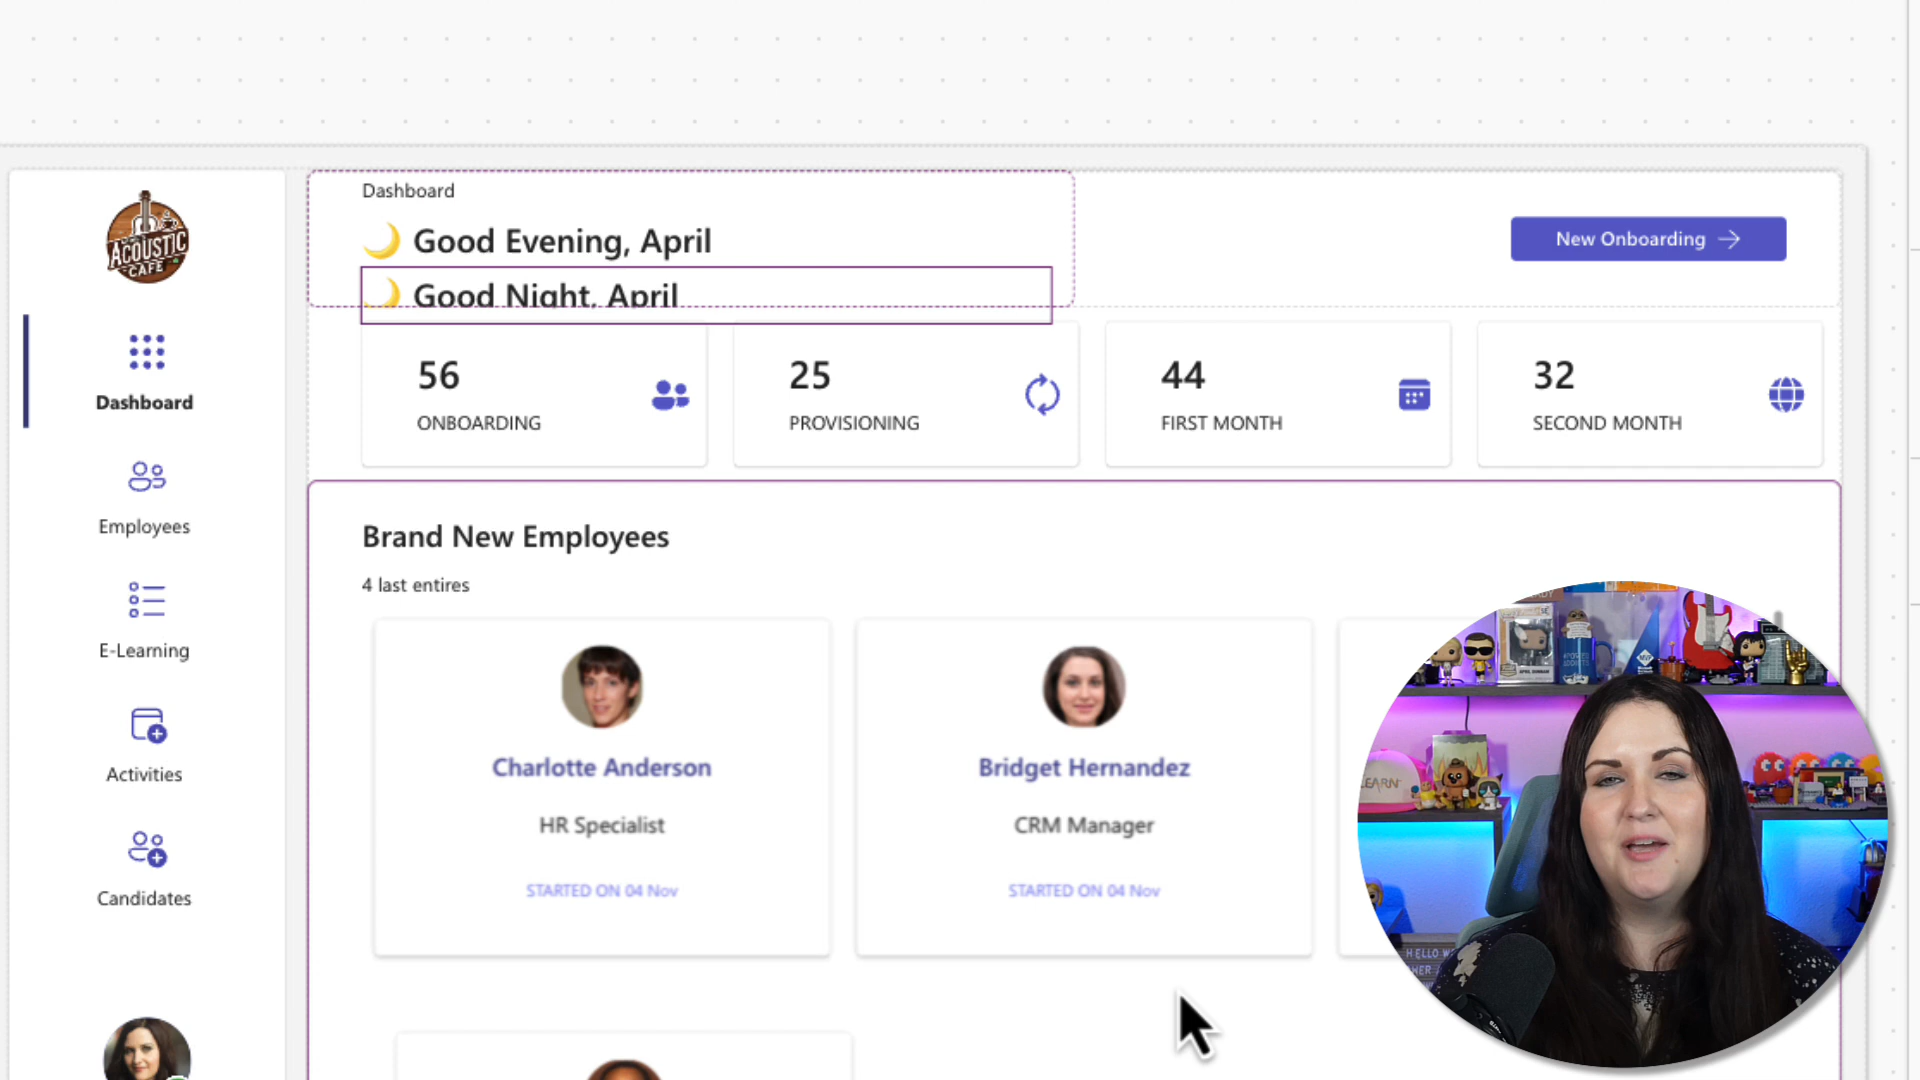 ACOUSTIC
CAFE
Dashboard
Employees
E-Learning
Activities
Candidates
Dashboard
🌙 Good Evening, April
🌙 Good Night, April
New Onboarding →
56
ONBOARDING
25
PROVISIONING
44
FIRST MONTH
32
SECOND MONTH
Brand New Employees
4 last entires
Charlotte Anderson
HR Specialist
STARTED ON 04 Nov
Bridget Hernandez
CRM Manager
STARTED ON 04 Nov
LEARN
HELLO